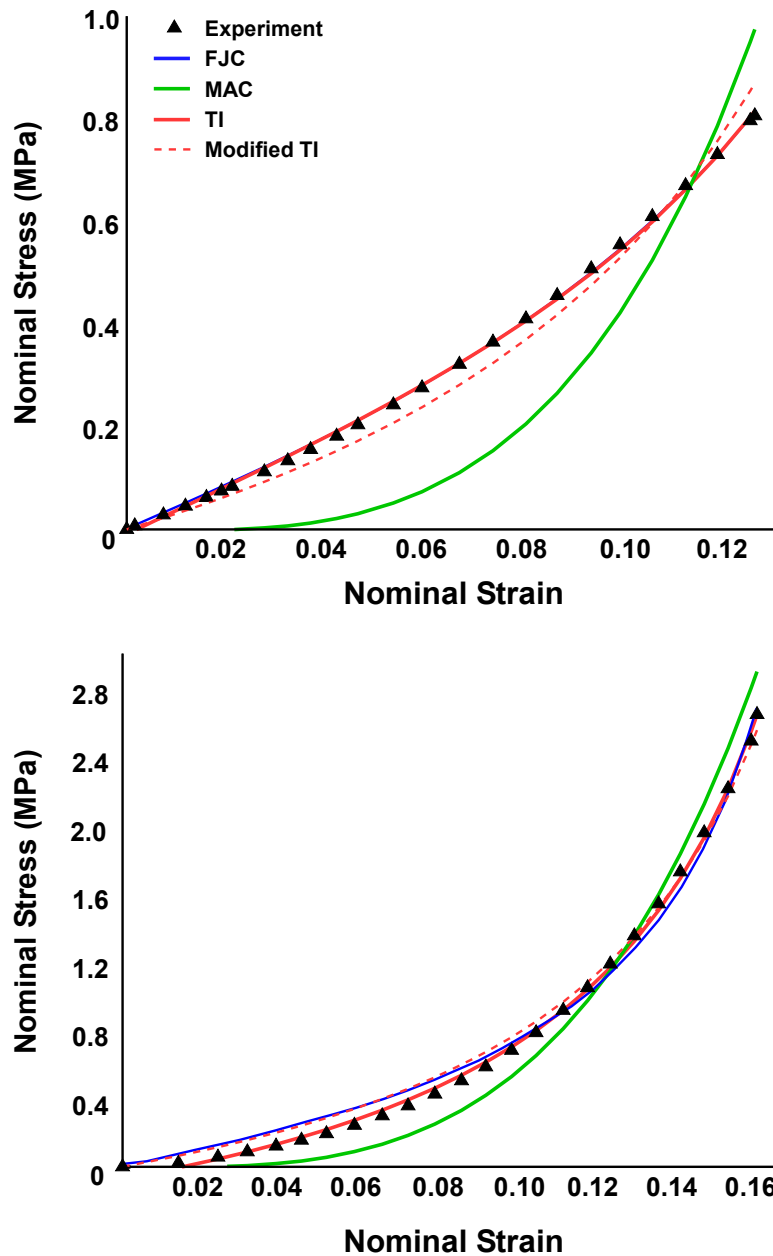 1.0
Experiment
FJC
MAC
TI
Modified TI
0.8
0.6
0.4
0.2
0
Nominal Stress (MPa)
0.02 0.04 0.06 0.08 0.10 0.12
Nominal Strain
2.8
2.4
2.0
1.6
1.2
0.8
0.4
0
Nominal Stress (MPa)
0.02 0.04 0.06 0.08 0.10 0.12 0.14 0.16
Nominal Strain